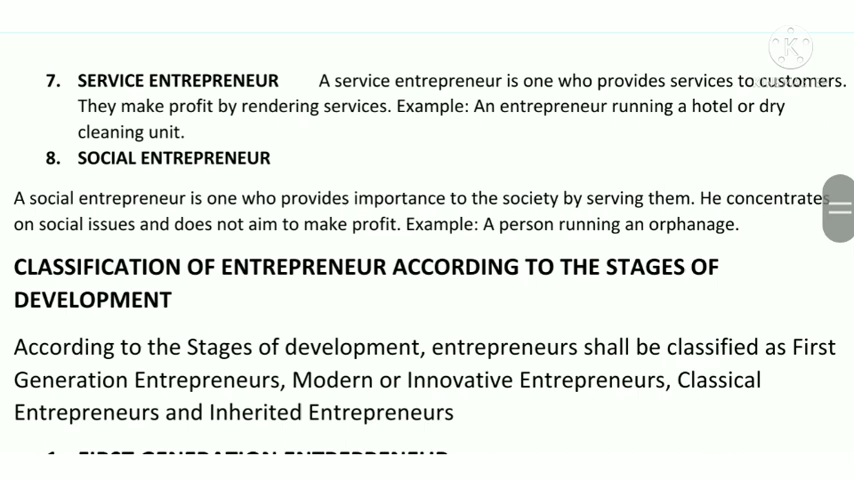 7. SERVICE ENTREPRENEUR A service entrepreneur is one who provides services to customers.
They make profit by rendering services. Example: An entrepreneur running a hotel or dry
cleaning unit.
8. SOCIAL ENTREPRENEUR
A social entrepreneur is one who provides importance to the society by serving them. He concentrates
on social issues and does not aim to make profit. Example: A person running an orphanage.
CLASSIFICATION OF ENTREPRENEUR ACCORDING TO THE STAGES OF
DEVELOPMENT
According to the Stages of development, entrepreneurs shall be classified as First
Generation Entrepreneurs, Modern or Innovative Entrepreneurs, Classical
Entrepreneurs and Inherited Entrepreneurs
1. FIRST GENERATION ENTREPRENEUR